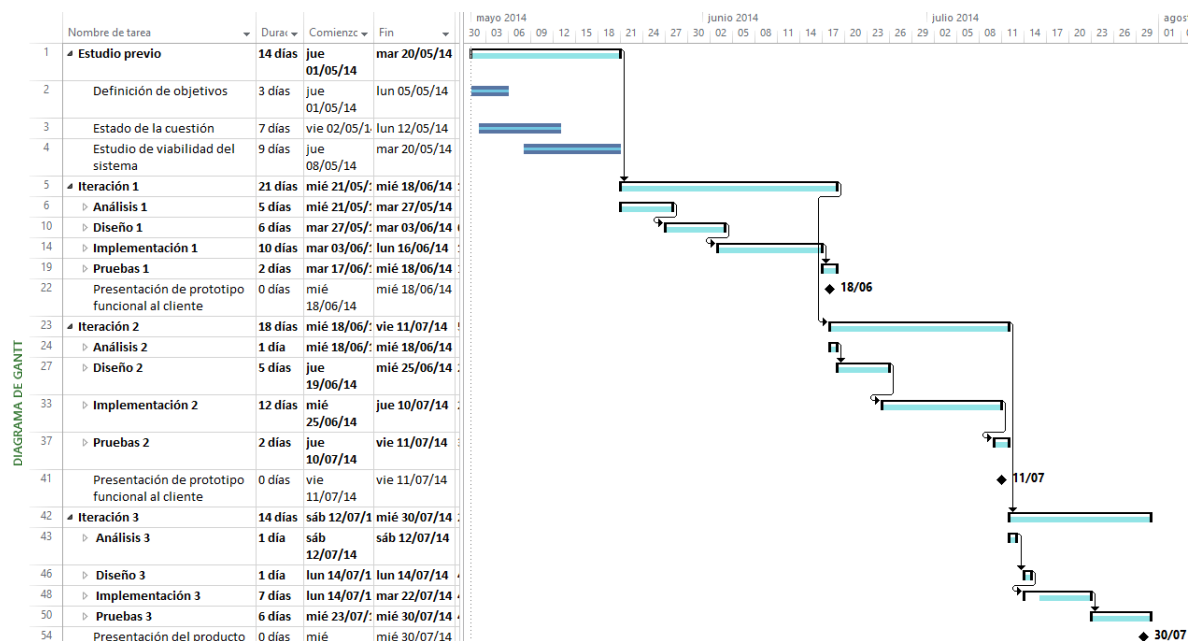 mayo 2014 junio 2014 julio 2014 agos
Nombre de tarea Durac Comienzo Fin 30 03 06 09 12 15 18 21 24 27 30 02 05 08 11 14 17 20 23 26 29 02 05 08 11 14 17 20 23 26 29 01 0
1 Estudio previo 14 días jue mar 20/05/14
01/05/14
2 Definición de objetivos 3 días jue lun 05/05/14
01/05/14
3 Estado de la cuestión 7 días vie 02/05/1 lun 12/05/14
4 Estudio de viabilidad del 9 días jue mar 20/05/14
sistema 08/05/14
5 Iteración 1 21 días mié 21/05/1 mié 18/06/14
6 Análisis 1 5 días mié 21/05/1 mar 27/05/14
10 Diseño 1 6 días mar 27/05/1 mar 03/06/14
14 Implementación 1 10 días mar 03/06/1 lun 16/06/14
19 Pruebas 1 2 días mar 17/06/1 mié 18/06/14
22 Presentación de prototipo 0 días mié mié 18/06/14 18/06
funcional al cliente 18/06/14
23 Iteración 2 18 días mié 18/06/1 vie 11/07/14
24 Análisis 2 1 día mié 18/06/1 mié 18/06/14
27 Diseño 2 5 días jue mié 25/06/14
19/06/14
33 Implementación 2 12 días mié jue 10/07/14
25/06/14
37 Pruebas 2 2 días jue vie 11/07/14
10/07/14
41 Presentación de prototipo 0 días vie vie 11/07/14 11/07
funcional al cliente 11/07/14
42 Iteración 3 14 días sáb 12/07/1 mié 30/07/14
43 Análisis 3 1 día sáb sáb 12/07/14
12/07/14
46 Diseño 3 1 día lun 14/07/1 lun 14/07/14
48 Implementación 3 7 días lun 14/07/1 mar 22/07/14
50 Pruebas 3 6 días mié 23/07/1 mié 30/07/14
54 Presentación del producto 0 días mié mié 30/07/14 30/07
DIAGRAMA DE GANTT